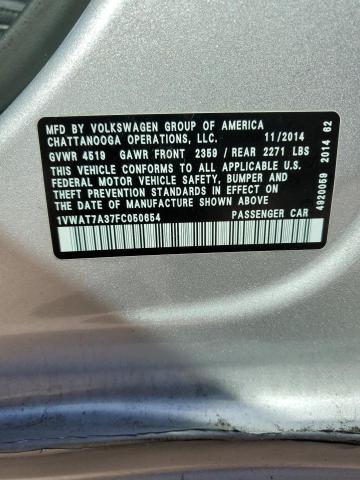 MFD BY VOLKSWAGEN GROUP OF AMERICA
CHATTANOOGA OPERATIONS, LLC. 11/2014
GVWR 4519 GAWR FRONT 2359 / REAR 2271 LBS
THIS VEHICLE CONFORMS TO ALL APPLICABLE U.S.
FEDERAL MOTOR VEHICLE SAFETY, BUMPER AND
THEFT PREVENTION STANDARDS IN EFFECT ON THE
DATE OF MANUFACTURE SHOWN ABOVE
1VWAT7A37FC050654 PASSENGER CAR
4920059 2014 62